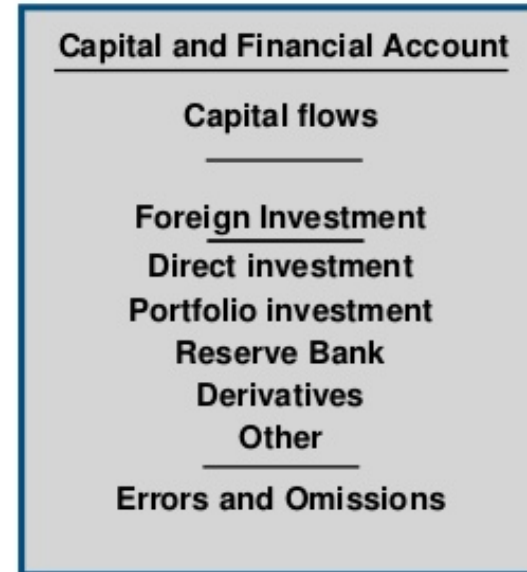 Capital and Financial Account
Capital flows
Foreign Investment
Direct investment
Portfolio investment
Reserve Bank
Derivatives
Other
Errors and Omissions